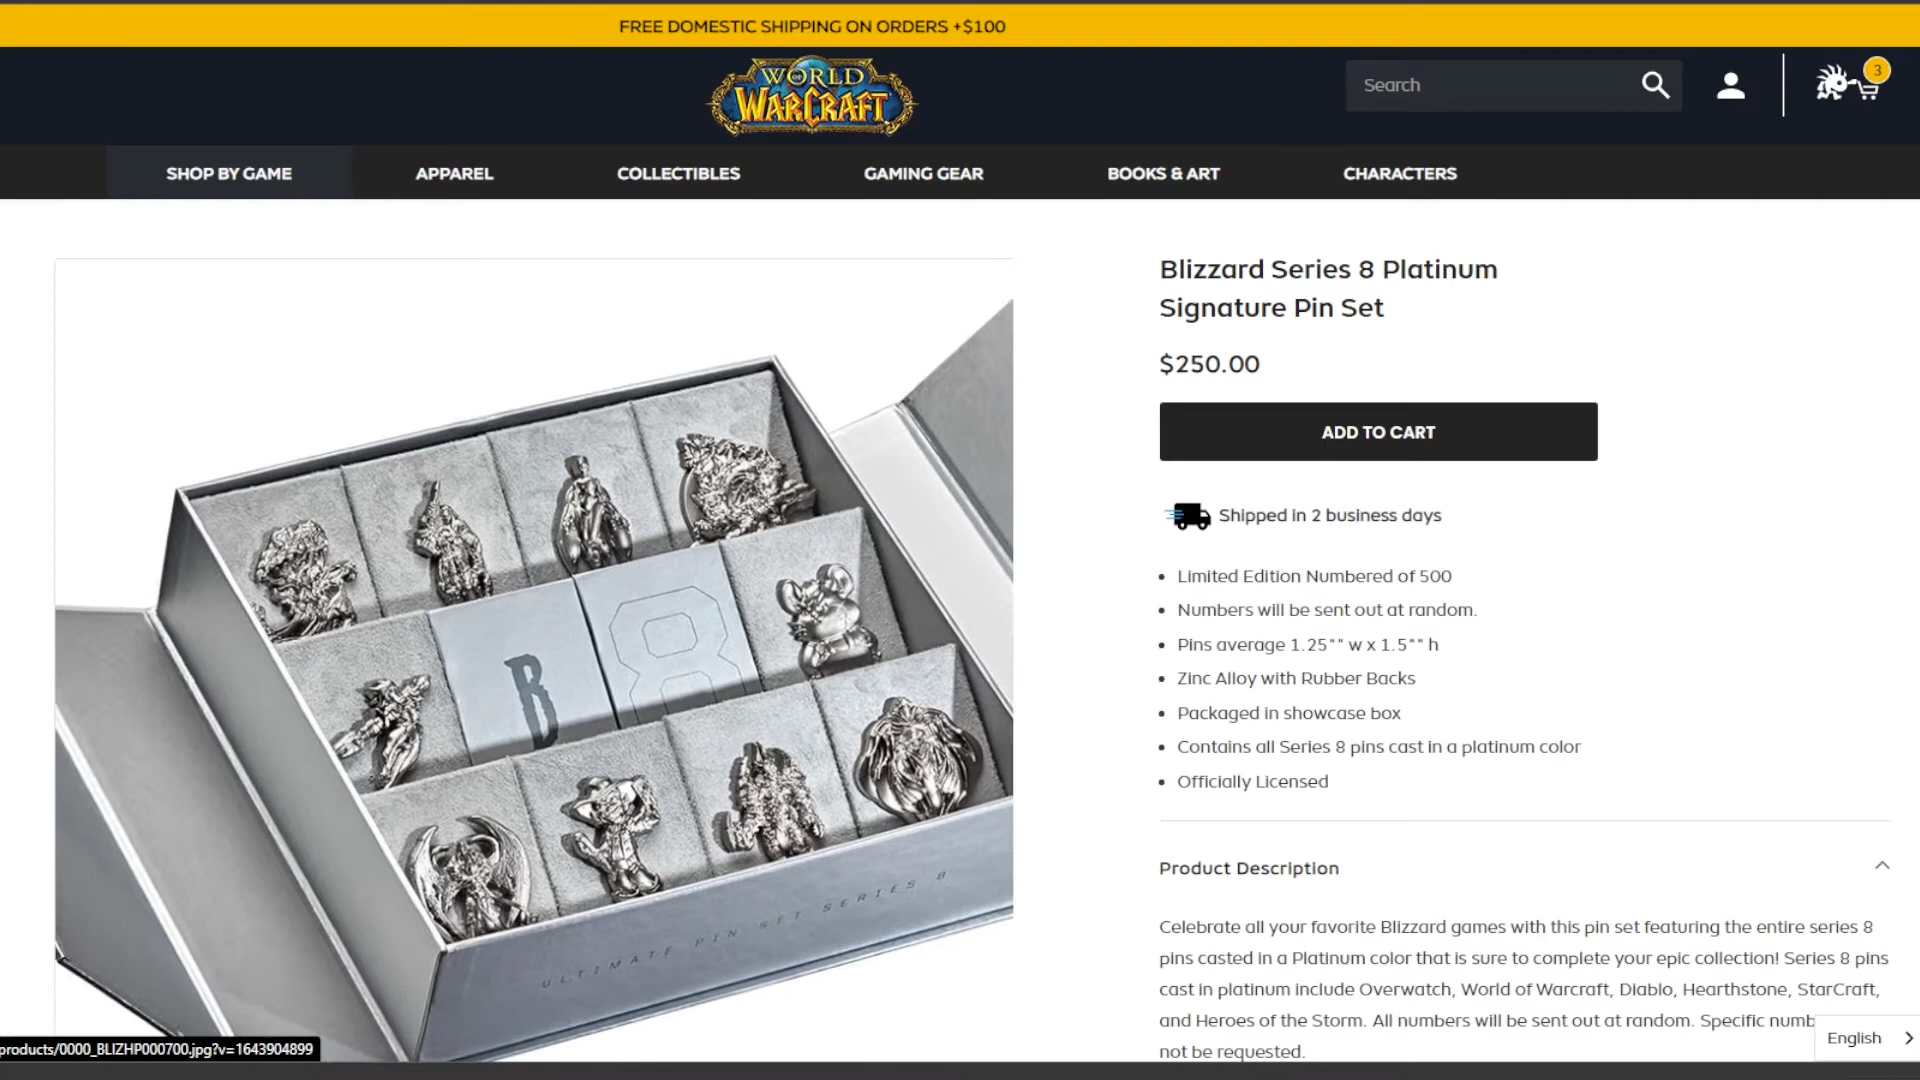 FREE DOMESTIC SHIPPING ON ORDERS +$100
WORLD
OF
WARCRAFT
Search
3
SHOP BY GAME
APPAREL
COLLECTIBLES
GAMING GEAR
BOOKS & ART
CHARACTERS
Blizzard Series 8 Platinum
Signature Pin Set
$250.00
ADD TO CART
Shipped in 2 business days
Limited Edition Numbered of 500
Numbers will be sent out at random.
Pins average 1.25"" w x 1.5"" h
Zinc Alloy with Rubber Backs
Packaged in showcase box
Contains all Series 8 pins cast in a platinum color
Officially Licensed
Product Description
Celebrate all your favorite Blizzard games with this pin set featuring the entire series 8
pins casted in a Platinum color that is sure to complete your epic collection! Series 8 pins
cast in platinum include Overwatch, World of Warcraft, Diablo, Hearthstone, StarCraft,
and Heroes of the Storm. All numbers will be sent out at random. Specific numb
not be requested.
B
8
ULTIMATE PIN SET SERIES 8
products/0000_BLIZHP000700.jpg?v=1643904899
English